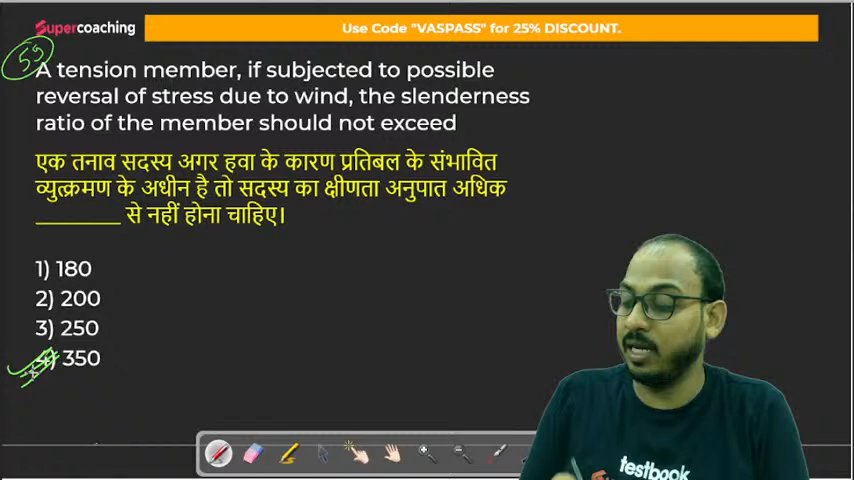 Supercoaching
Use Code "VASPASS" for 25% DISCOUNT.
55
A tension member, if subjected to possible
reversal of stress due to wind, the slenderness
ratio of the member should not exceed
एक तनाव सदस्य अगर हवा के कारण प्रतिबल के संभावित
व्युत्क्रमण के अधीन है तो सदस्य का क्षीणता अनुपात अधिक
________ से नहीं होना चाहिए।
1) 180
2) 200
3) 250
4) 350
testbook